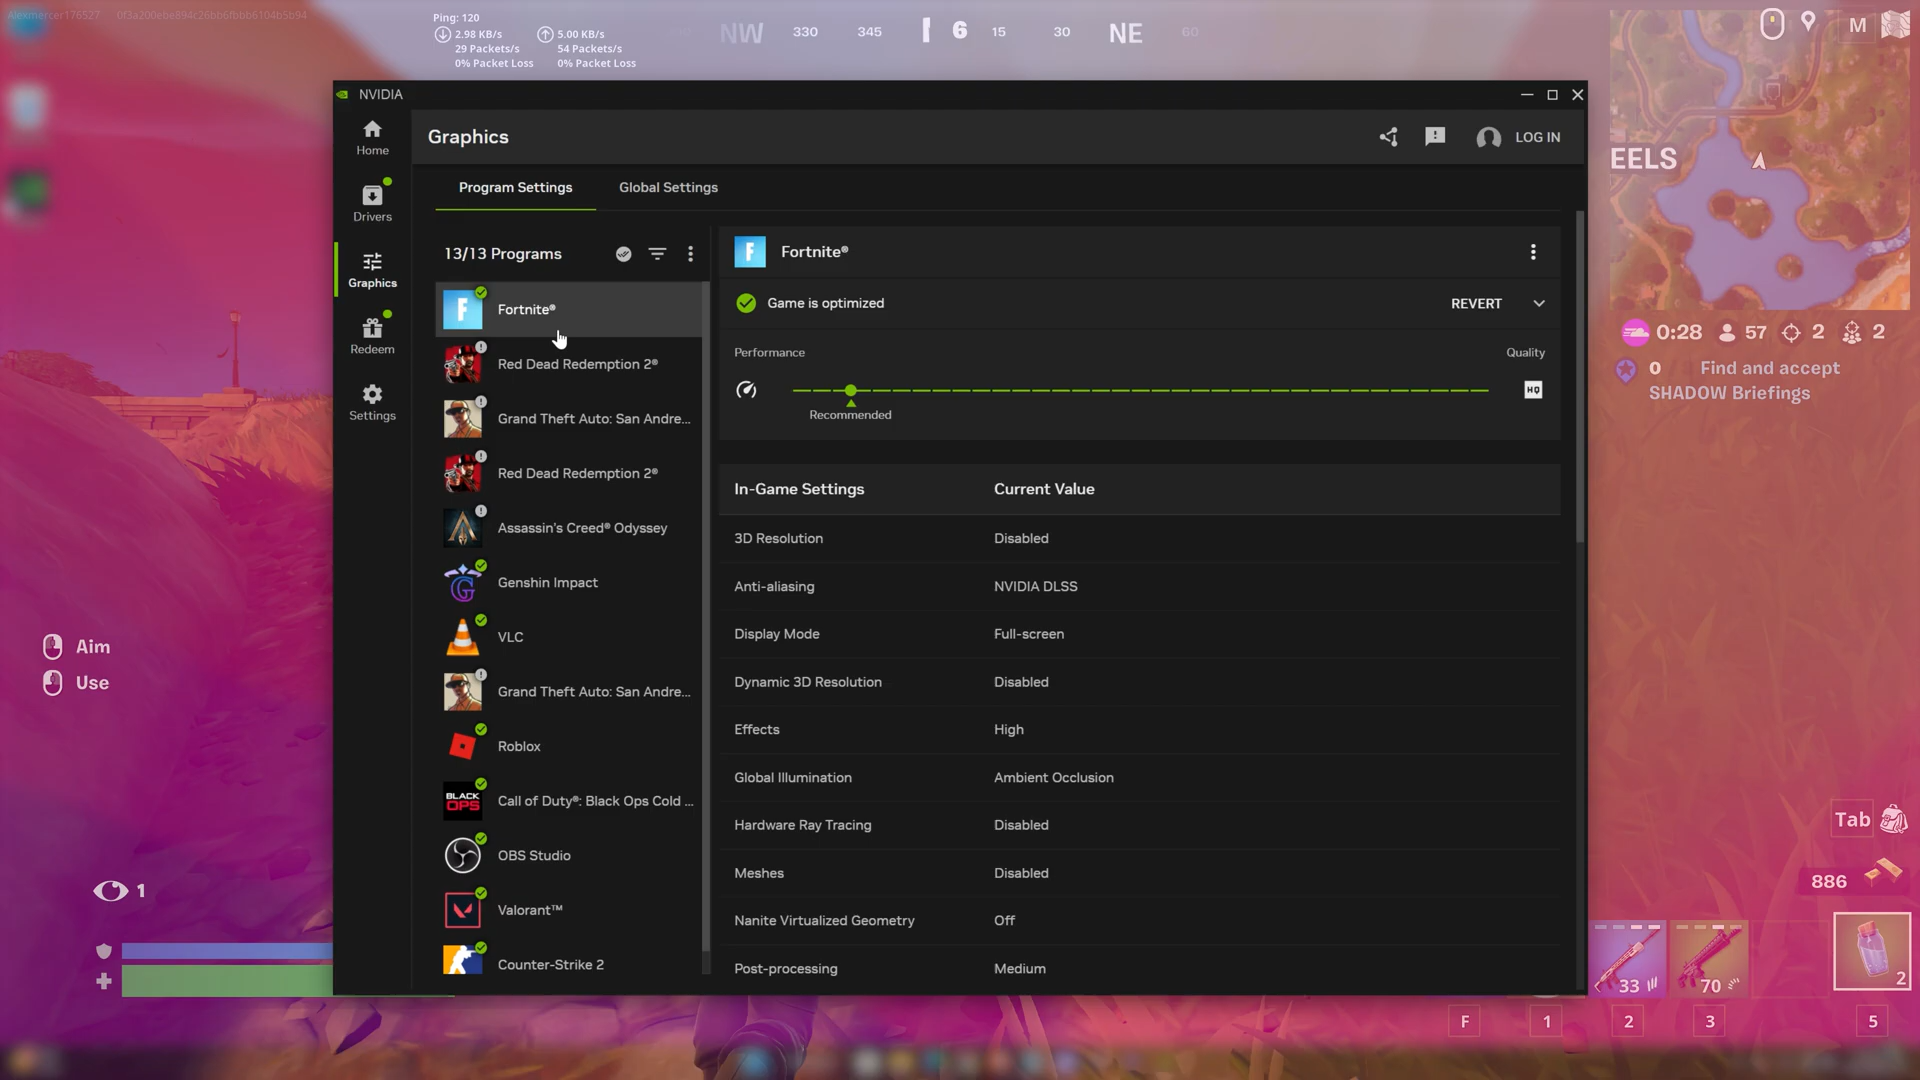 Alexmercer176527 0f3a200ebe894c26bb6fbbb6104b5b94
Ping: 120
2.98 KB/s 5.00 KB/s
29 Packets/s 54 Packets/s
0% Packet Loss 0% Packet Loss
NW 330 345 6 15 30 NE 60
M
NVIDIA
Home
Drivers
Graphics
Redeem
Settings
Graphics
LOG IN
Program Settings Global Settings
13/13 Programs
Fortnite®
Red Dead Redemption 2®
Grand Theft Auto: San Andre...
Red Dead Redemption 2®
Assassin's Creed® Odyssey
Genshin Impact
VLC
Grand Theft Auto: San Andre...
Roblox
BLACK OPS
Call of Duty®: Black Ops Cold ...
OBS Studio
Valorant™
Counter-Strike 2
Fortnite®
Game is optimized REVERT
Performance Quality
HQ
Recommended
In-Game Settings Current Value
3D Resolution Disabled
Anti-aliasing NVIDIA DLSS
Display Mode Full-screen
Dynamic 3D Resolution Disabled
Effects High
Global Illumination Ambient Occlusion
Hardware Ray Tracing Disabled
Meshes Disabled
Nanite Virtualized Geometry Off
Post-processing Medium
EELS
0:28 57 2 2
0 Find and accept
SHADOW Briefings
Aim
Use
1
Tab
886
33 70 2
F 1 2 3 5